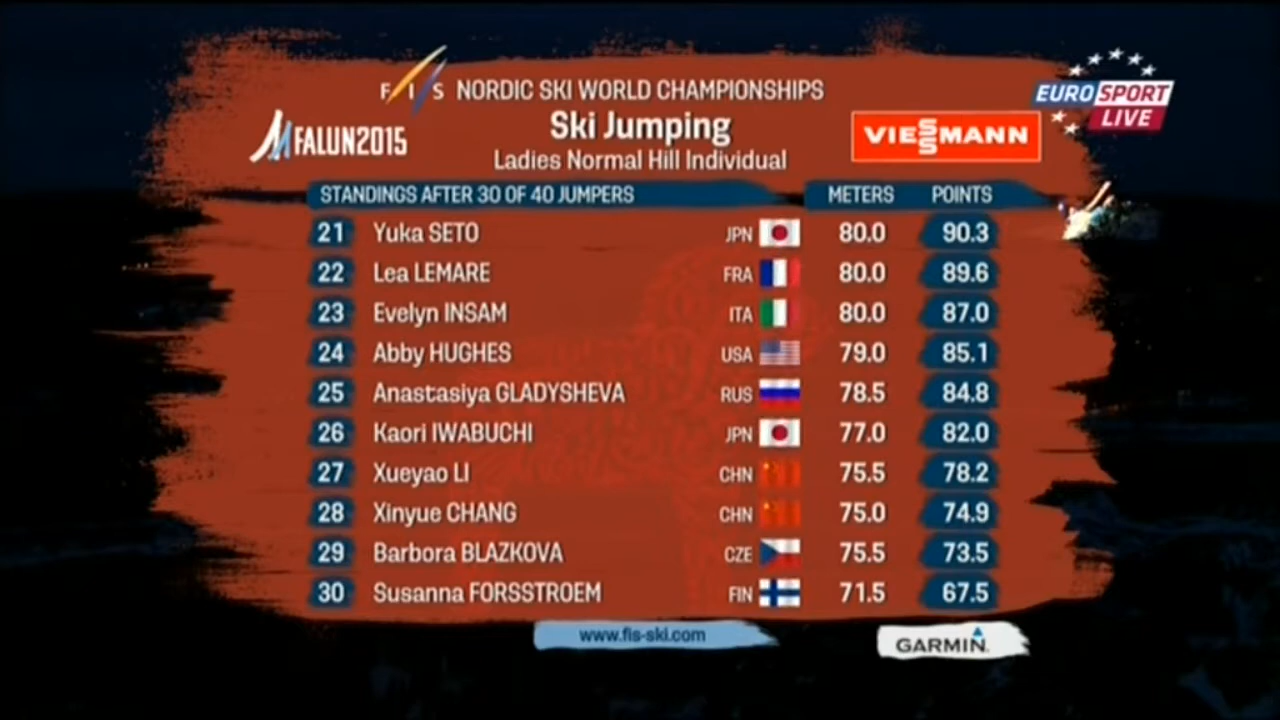 FIS NORDIC SKI WORLD CHAMPIONSHIPS
FALUN2015
Ski Jumping
Ladies Normal Hill Individual
VIESSMANN
EUROSPORT
LIVE
STANDINGS AFTER 30 OF 40 JUMPERS METERS POINTS
21 Yuka SETO JPN 80.0 90.3
22 Lea LEMARE FRA 80.0 89.6
23 Evelyn INSAM ITA 80.0 87.0
24 Abby HUGHES USA 79.0 85.1
25 Anastasiya GLADYSHEVA RUS 78.5 84.8
26 Kaori IWABUCHI JPN 77.0 82.0
27 Xueyao LI CHN 75.5 78.2
28 Xinyue CHANG CHN 75.0 74.9
29 Barbora BLAZKOVA CZE 75.5 73.5
30 Susanna FORSSTROEM FIN 71.5 67.5
www.fis-ski.com
GARMIN